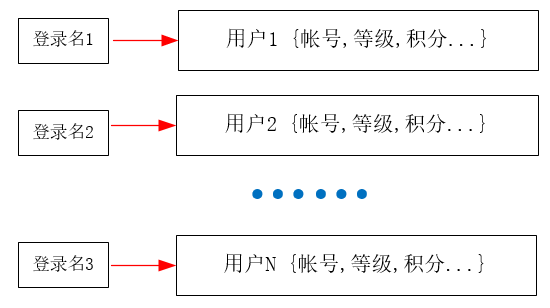 登录名1
用户1 {帐号,等级,积分...}
登录名2
用户2 {帐号,等级,积分...}
登录名3
用户N {帐号,等级,积分...}